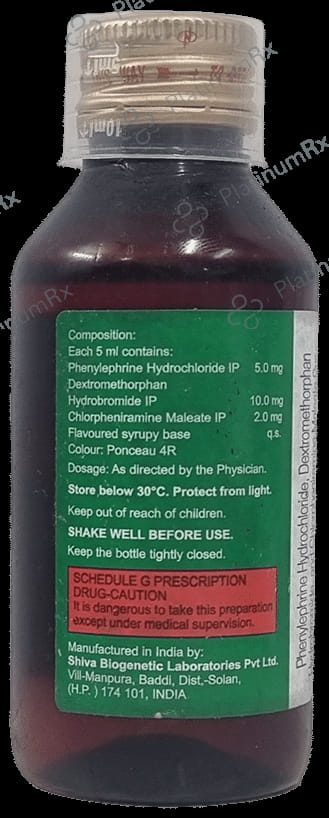 10ml
PlatinumRx
Composition:
Each 5 ml contains:
Phenylephrine Hydrochloride IP 5.0 mg
Dextromethorphan
Hydrobromide IP 10.0 mg
Chlorpheniramine Maleate IP 2.0 mg
Flavoured syrupy base q.s.
Colour: Ponceau 4R
Dosage: As directed by the Physician.
Store below 30°C. Protect from light.
Keep out of reach of children.
SHAKE WELL BEFORE USE.
Keep the bottle tightly closed.
SCHEDULE G PRESCRIPTION
DRUG-CAUTION
It is dangerous to take this preparation
except under medical supervision.
Manufactured in India by:
Shiva Biogenetic Laboratories Pvt Ltd.
Vill-Manpura, Baddi, Dist.-Solan,
(H.P. ) 174 101, INDIA
Phenylephrine Hydrochloride, Dextromethorphan